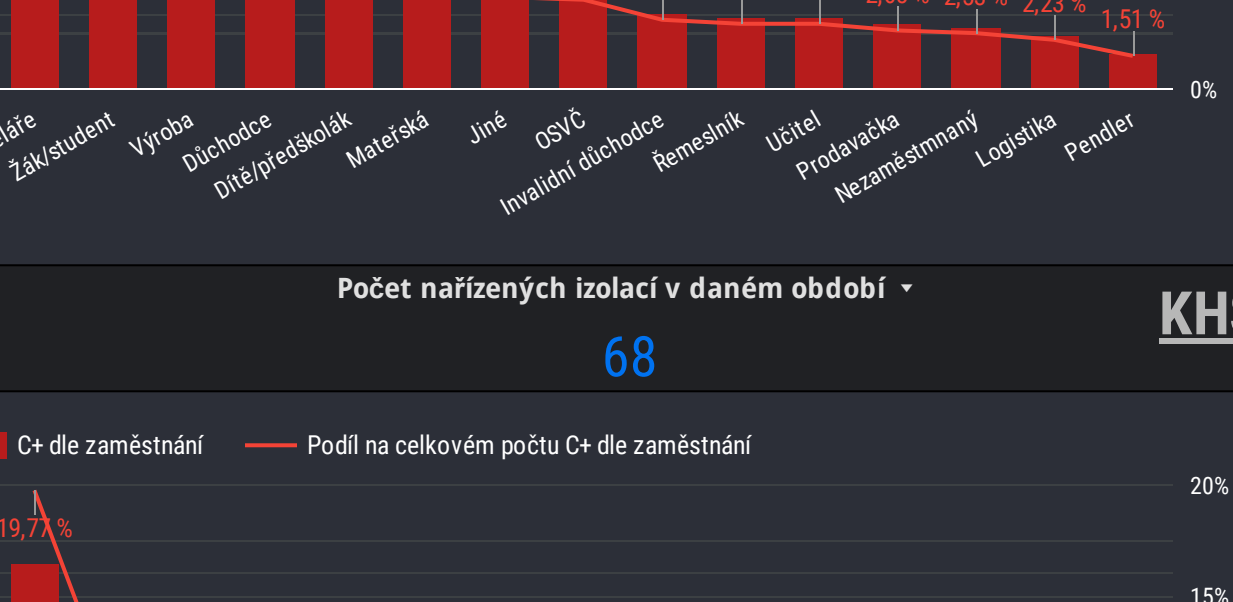 2,23 %
1,51 %
0%
Žák/student
Výroba
Důchodce
Dítě/předškolák
Mateřská
Jiné
OSVČ
Invalidní důchodce
Řemeslník
Učitel
Prodavačka
Nezaměstmnaný
Logistika
Pendler
Počet nařízených izolací v daném období
68
C+ dle zaměstnání
Podíl na celkovém počtu C+ dle zaměstnání
20%
19,77 %
15%